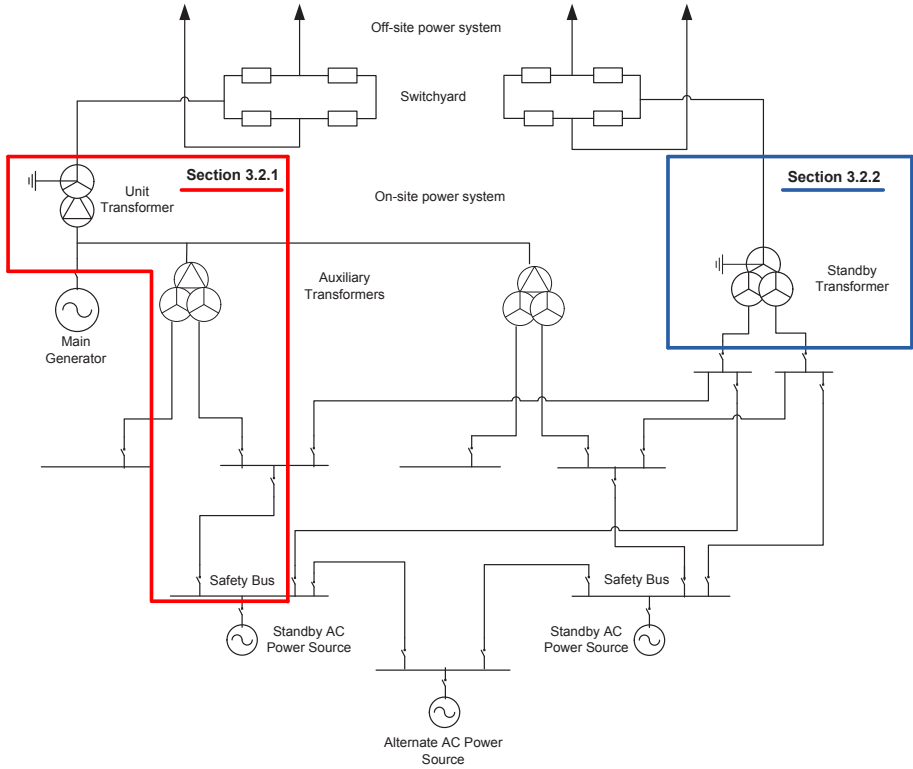 Off-site power system
Switchyard
Section 3.2.1
Section 3.2.2
Unit
Transformer
On-site power system
Auxiliary
Transformers
Standby
Transformer
Main
Generator
Safety Bus
Safety Bus
Standby AC
Power Source
Standby AC
Power Source
Alternate AC Power
Source